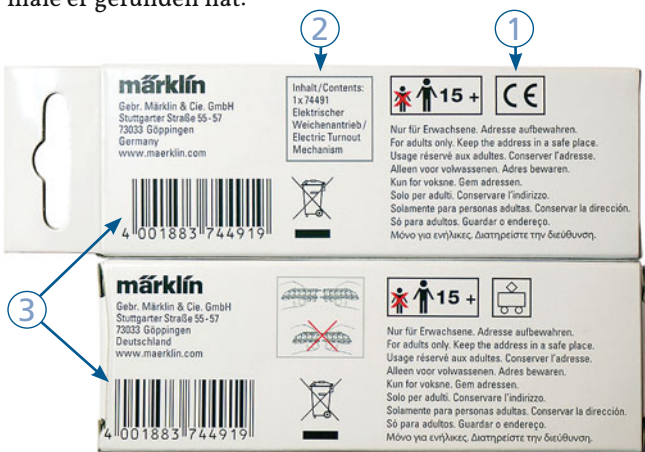 male er gefunden hat.
2
1
märklín
Gebr. Märklin & Cie. GmbH
Stuttgarter Straße 55-57
73033 Göppingen
Germany
www.maerklin.com
4 001883 744919
Inhalt/Contents:
1x74491
Elektrischer
Weichenantrieb/
Electric Turnout
Mechanism
15 +
CE
Nur für Erwachsene. Adresse aufbewahren.
For adults only. Keep the address in a safe place.
Usage réservé aux adultes. Conserver l'adresse.
Alleen voor volwassenen. Adres bewaren.
Kun for voksne. Gem adressen.
Solo per adulti. Conservare l'indirizzo.
Solamente para personas adultas. Conservar la dirección.
Só para adultos. Guardar o endereço.
Μόνο για ενήλικες. Διατηρείστε την διεύθυνση.
3
märklín
Gebr. Märklin & Cie. GmbH
Stuttgarter Straße 55-57
73033 Göppingen
Deutschland
www.maerklin.com
4 001883 744919
15 +
Nur für Erwachsene. Adresse aufbewahren.
For adults only. Keep the address in a safe place.
Usage réservé aux adultes. Conserver l'adresse.
Alleen voor volwassenen. Adres bewaren.
Kun for voksne. Gem adressen.
Solo per adulti. Conservare l'indirizzo.
Solamente para personas adultas. Conservar la dirección.
Só para adultos. Guardar o endereço.
Μόνο για ενήλικες. Διατηρείστε την διεύθυνση.